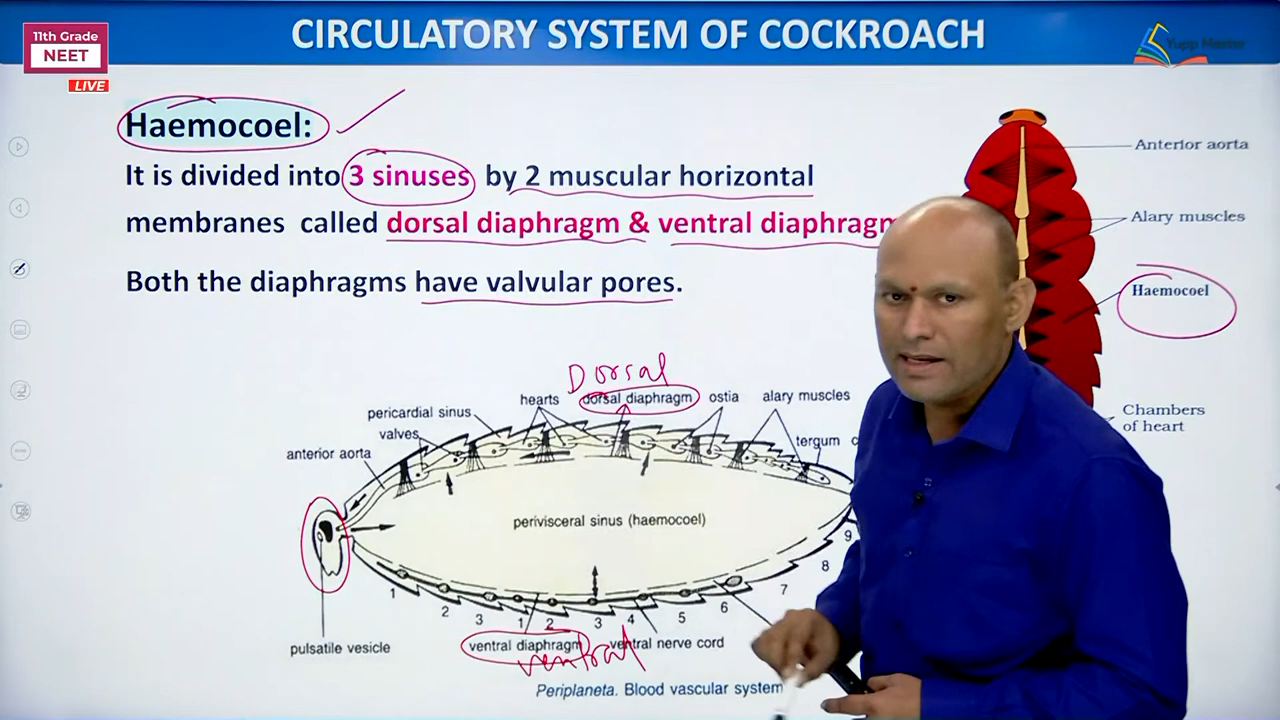 11th Grade
NEET
LIVE
CIRCULATORY SYSTEM OF COCKROACH
Yupp Master
Haemocoel:
It is divided into 3 sinuses by 2 muscular horizontal
membranes called dorsal diaphragm & ventral diaphragm
Both the diaphragms have valvular pores.
Anterior aorta
Alary muscles
Haemocoel
Chambers
of heart
Dorsal
hearts
dorsal diaphragm
ostia
alary muscles
pericardial sinus
valves
tergum
anterior aorta
perivisceral sinus (haemocoel)
1 2 3 1 2 3 4 5 6 7 8 9
pulsatile vesicle
ventral diaphragm
ventral nerve cord
ventral
Periplaneta. Blood vascular system